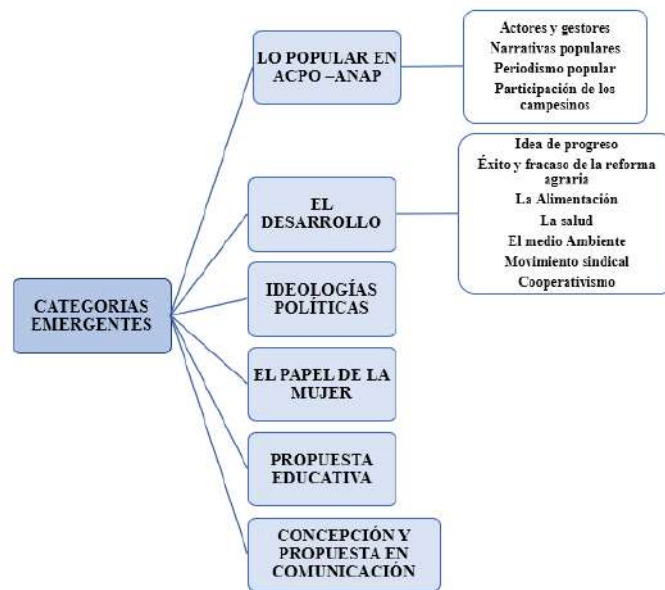 LO POPULAR EN
ACPO –ANAP
Actores y gestores
Narrativas populares
Periodismo popular
Participación de los
campesinos
EL
DESARROLLO
Idea de progreso
Éxito y fracaso de la reforma
agraria
La Alimentación
La salud
El medio Ambiente
Movimiento sindical
Cooperativismo
CATEGORIAS
EMERGENTES
IDEOLOGÍAS
POLÍTICAS
EL PAPEL DE LA
MUJER
PROPUESTA
EDUCATIVA
CONCEPCIÓN Y
PROPUESTA EN
COMUNICACIÓN